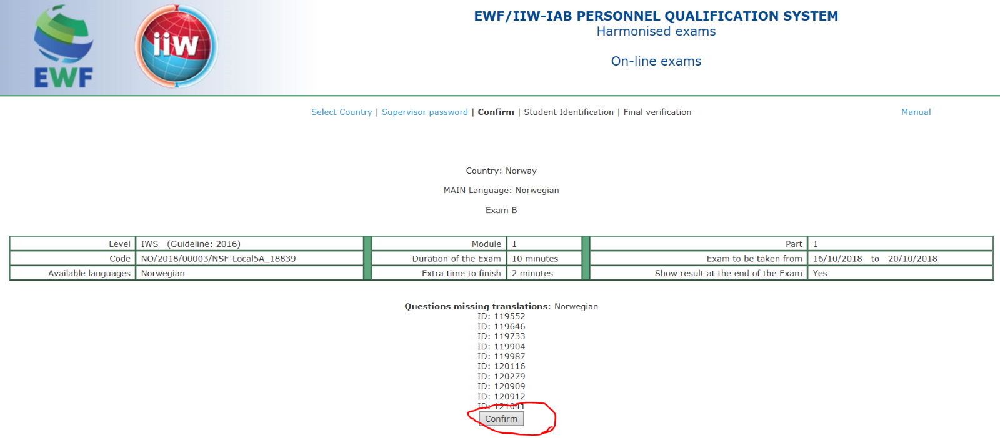 EWF
iiW
EWF/IIW-IAB PERSONNEL QUALIFICATION SYSTEM
Harmonised exams
On-line exams
Select Country | Supervisor password | Confirm | Student Identification | Final verification
Manual
Country: Norway
MAIN Language: Norwegian
Exam B
Level IWS (Guideline: 2016) Module 1 Part 1
Code NO/2018/00003/NSF-Local5A_18839 Duration of the Exam 10 minutes Exam to be taken from 16/10/2018 to 20/10/2018
Available languages Norwegian Extra time to finish 2 minutes Show result at the end of the Exam Yes
Questions missing translations: Norwegian
ID: 119552
ID: 119646
ID: 119733
ID: 119904
ID: 119987
ID: 120116
ID: 120279
ID: 120909
ID: 120912
ID: 121041
Confirm